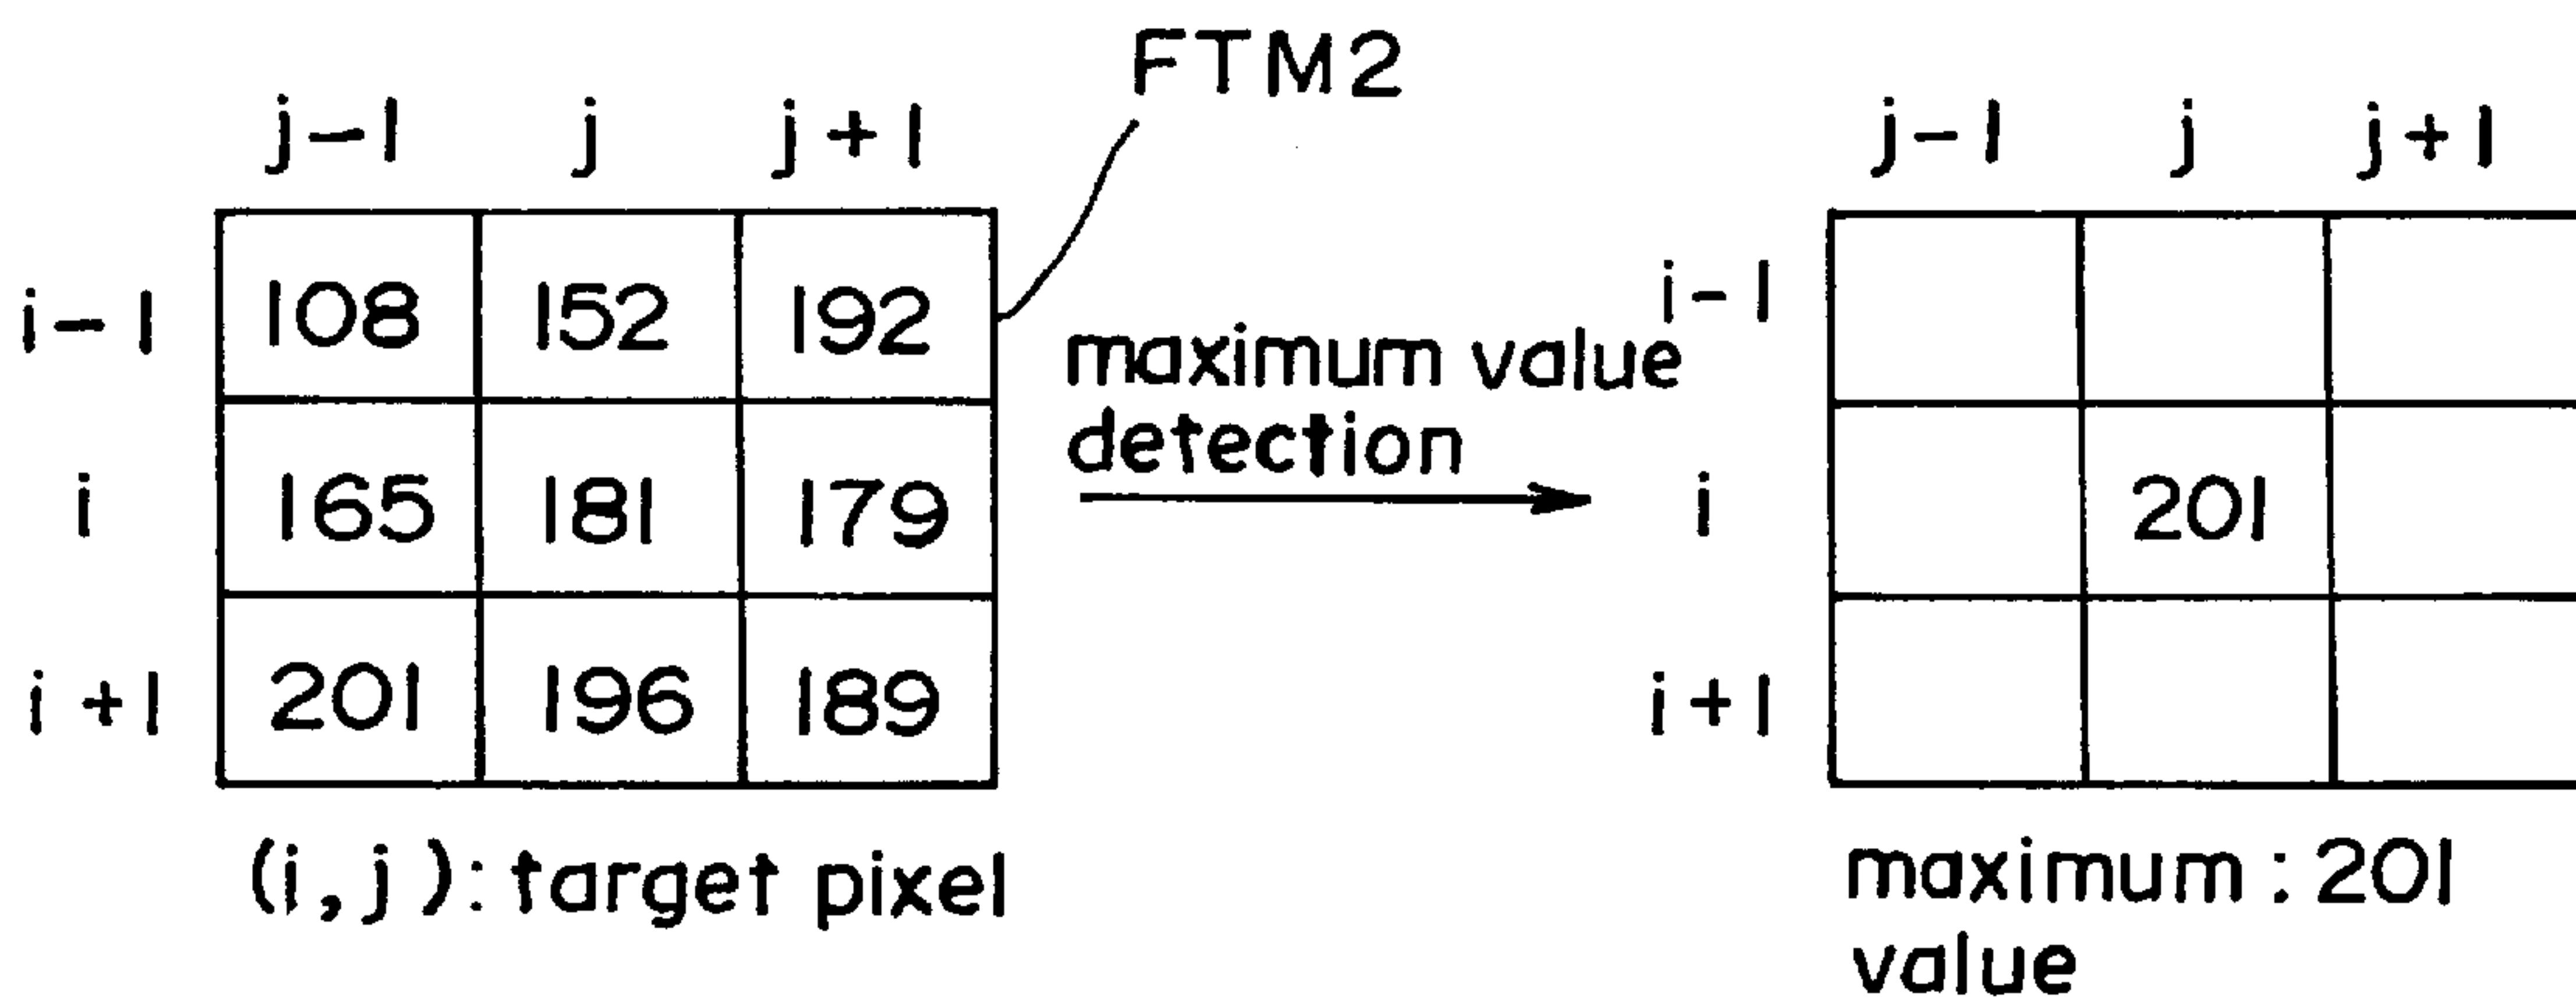 FTM2
j-1 j j+1
i-1 108 152 192
i 165 181 179
i+1 201 196 189
(i,j): target pixel
maximum value
detection
j-1 j j+1
i-1
i 201
i+1
maximum: 201
value